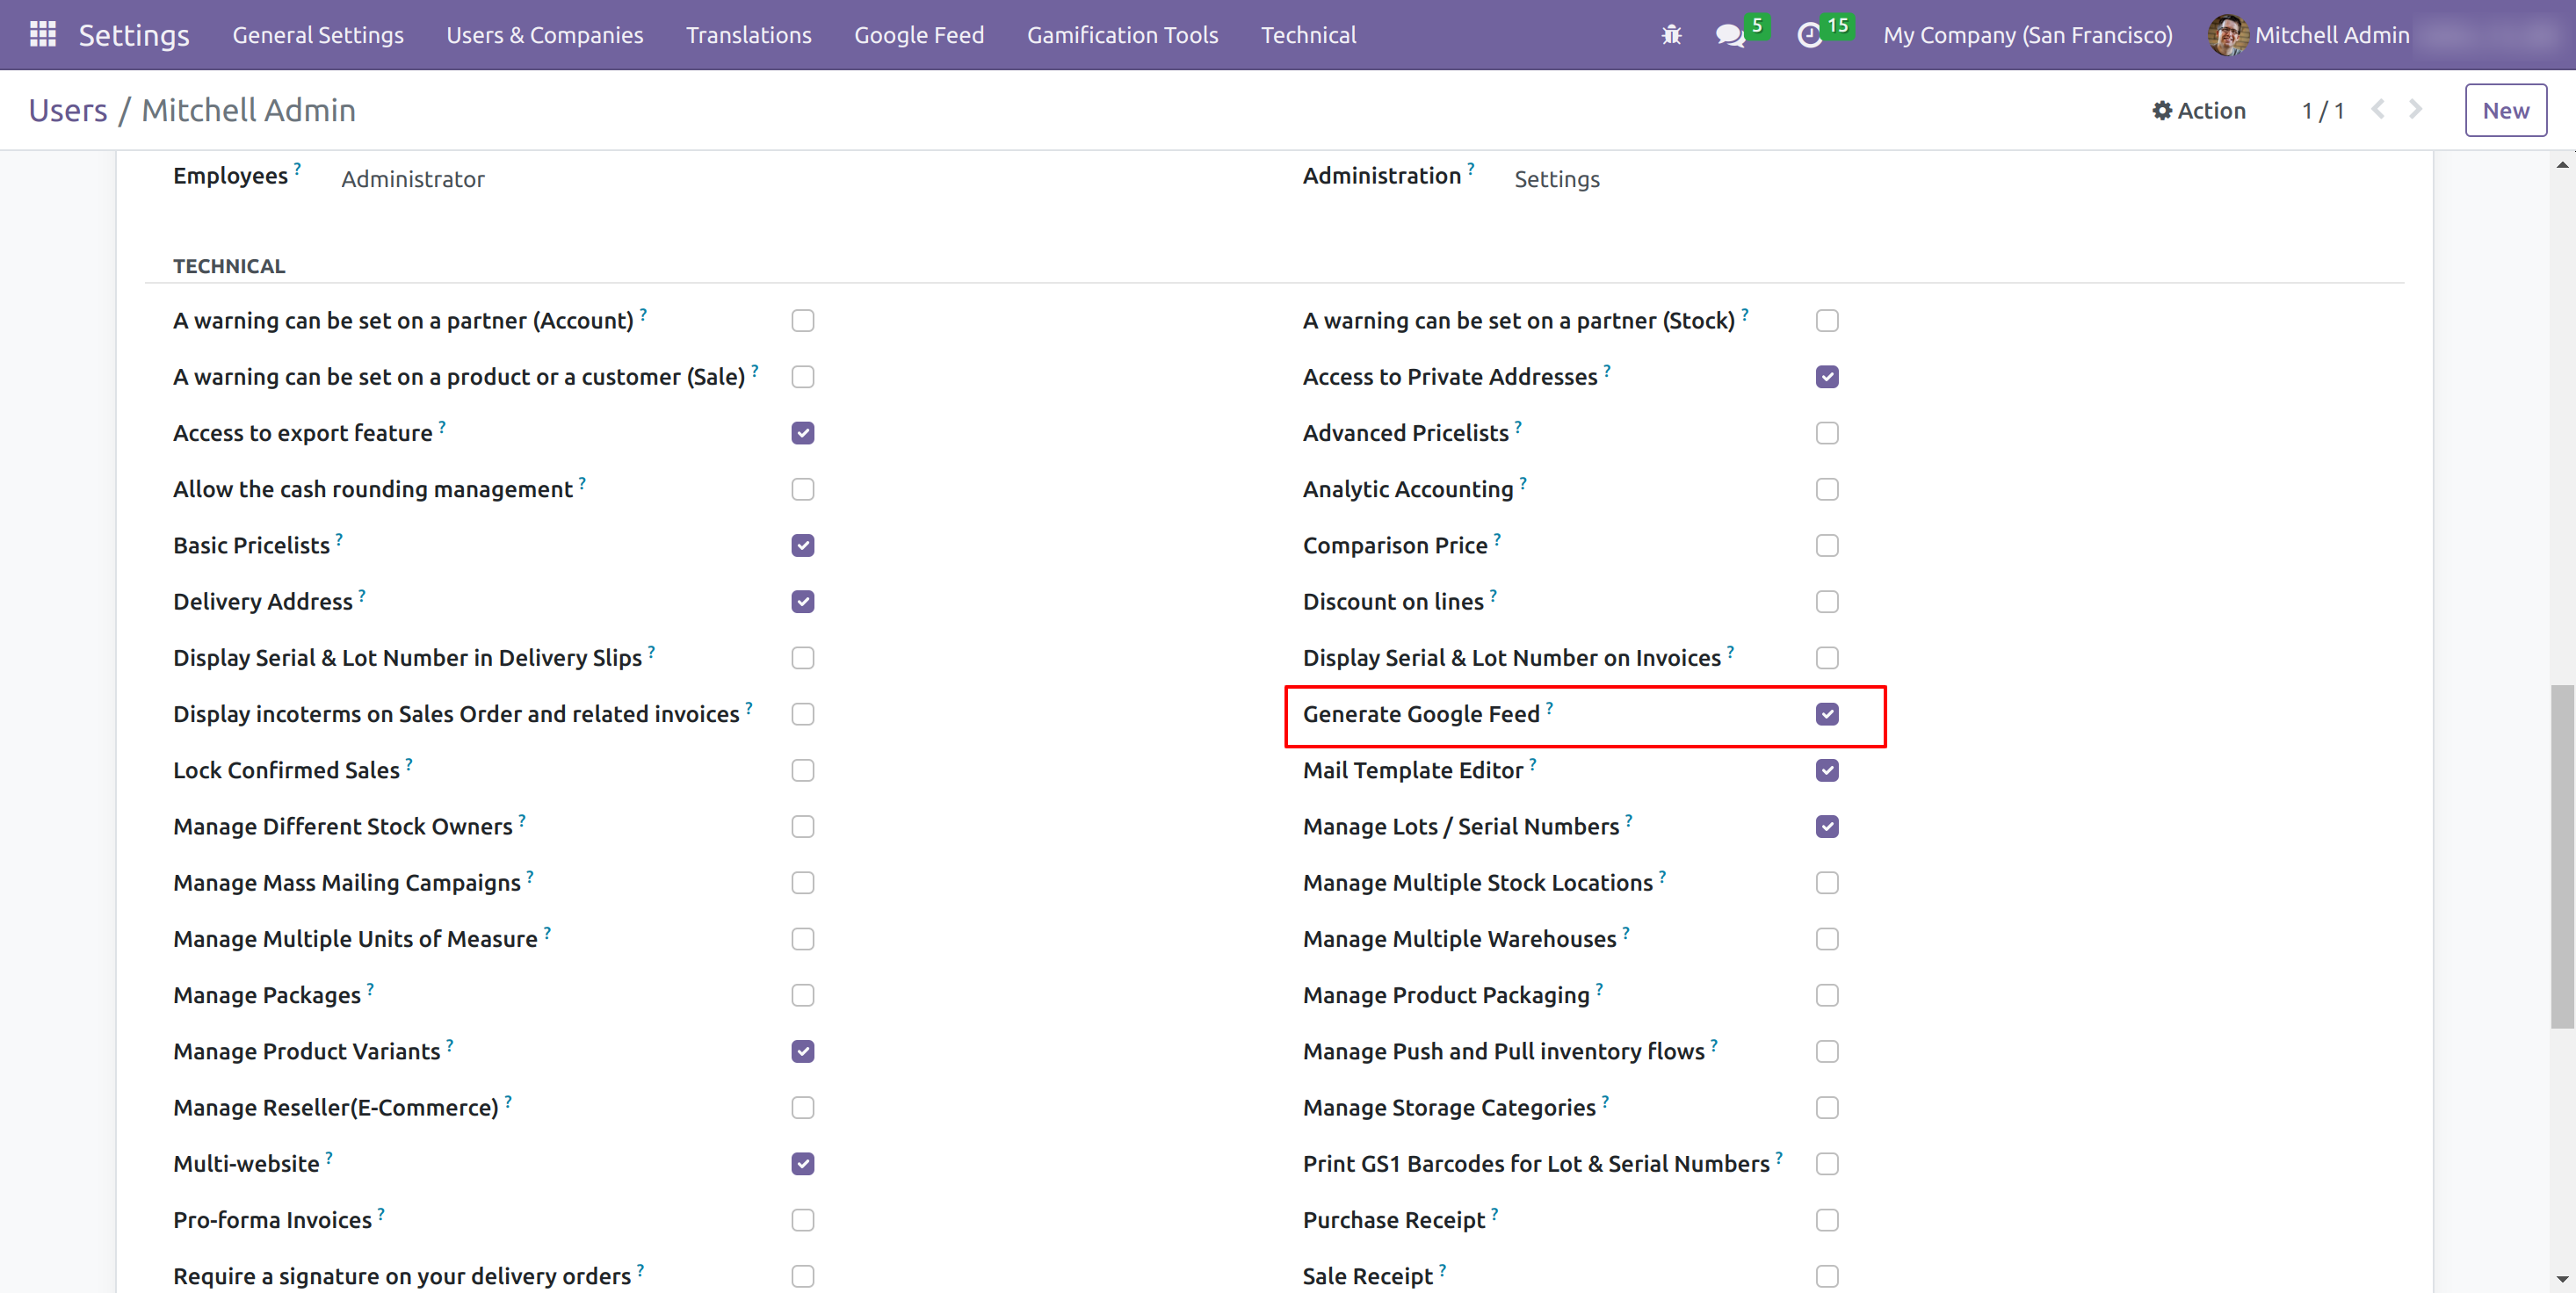 Settings General Settings Users & Companies Translations Google Feed Gamification Tools Technical 5 15 My Company (San Francisco) Mitchell Admin
Users / Mitchell Admin Action 1 / 1 New
Employees ? Administrator Administration ? Settings
TECHNICAL
A warning can be set on a partner (Account) ? A warning can be set on a partner (Stock) ?
A warning can be set on a product or a customer (Sale) ? Access to Private Addresses ?
Access to export feature ? Advanced Pricelists ?
Allow the cash rounding management ? Analytic Accounting ?
Basic Pricelists ? Comparison Price ?
Delivery Address ? Discount on lines ?
Display Serial & Lot Number in Delivery Slips ? Display Serial & Lot Number on Invoices ?
Display incoterms on Sales Order and related invoices ? Generate Google Feed ?
Lock Confirmed Sales ? Mail Template Editor ?
Manage Different Stock Owners ? Manage Lots / Serial Numbers ?
Manage Mass Mailing Campaigns ? Manage Multiple Stock Locations ?
Manage Multiple Units of Measure ? Manage Multiple Warehouses ?
Manage Packages ? Manage Product Packaging ?
Manage Product Variants ? Manage Push and Pull inventory flows ?
Manage Reseller(E-Commerce) ? Manage Storage Categories ?
Multi-website ? Print GS1 Barcodes for Lot & Serial Numbers ?
Pro-forma Invoices ? Purchase Receipt ?
Require a signature on your delivery orders ? Sale Receipt ?